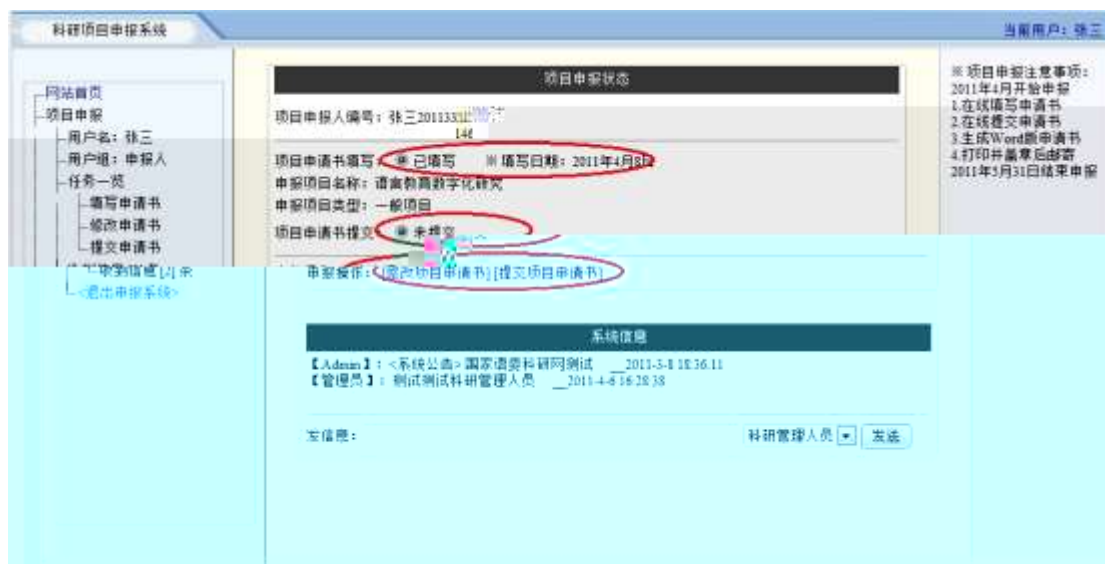 科研项目申报系统
当前用户：张三
网站首页
项目申报
用户名：张三
用户组：申报人
任务一览
填写申请书
修改申请书
提交申请书
<退出申报系统>
项目申报状态
项目申报人编号：张三
146
项目申请书填写： 已填写 ※填写日期：2011年4月8日
申报项目名称：语言教育数字化研究
申报项目类型：一般项目
项目申请书提交 未提交
申报操作：[修改项目申请书] [提交项目申请书]
系统信息
【Admin】：<系统公告>国家语委科研网测试 __2011-3-8 18:36:11
【管理员】：测试测试科研管理人员 __2011-4-6 16:28:38
发信息：
科研管理人员 发送
※项目申报注意事项：
2011年4月开始申报
1.在线填写申请书
2.在线提交申请书
3.生成Word版申请书
4.打印并盖章后邮寄
2011年5月31日结束申报